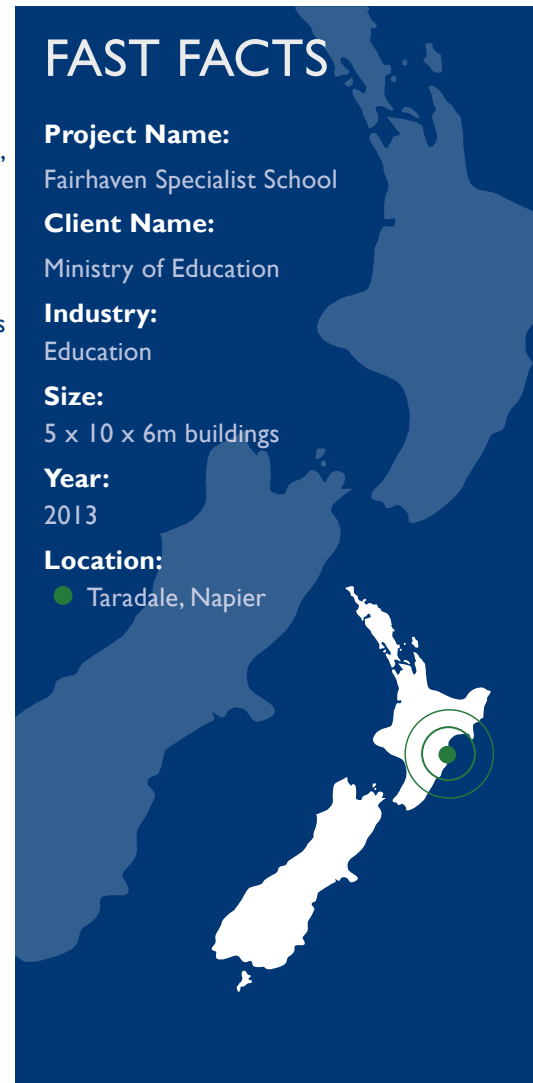 FAST FACTS
Project Name:
Fairhaven Specialist School
Client Name:
Ministry of Education
Industry:
Education
Size:
5 x 10 x 6m buildings
Year:
2013
Location:
Taradale, Napier